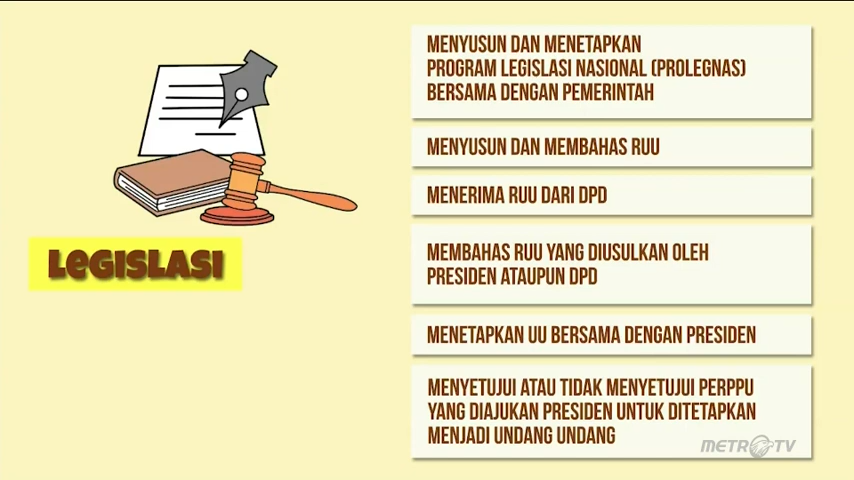 LEGISLASI
MENYUSUN DAN MENETAPKAN
PROGRAM LEGISLASI NASIONAL (PROLEGNAS)
BERSAMA DENGAN PEMERINTAH
MENYUSUN DAN MEMBAHAS RUU
MENERIMA RUU DARI DPD
MEMBAHAS RUU YANG DIUSULKAN OLEH
PRESIDEN ATAUPUN DPD
MENETAPKAN UU BERSAMA DENGAN PRESIDEN
MENYETUJUI ATAU TIDAK MENYETUJUI PERPPU
YANG DIAJUKAN PRESIDEN UNTUK DITETAPKAN
MENJADI UNDANG UNDANG
METRO TV